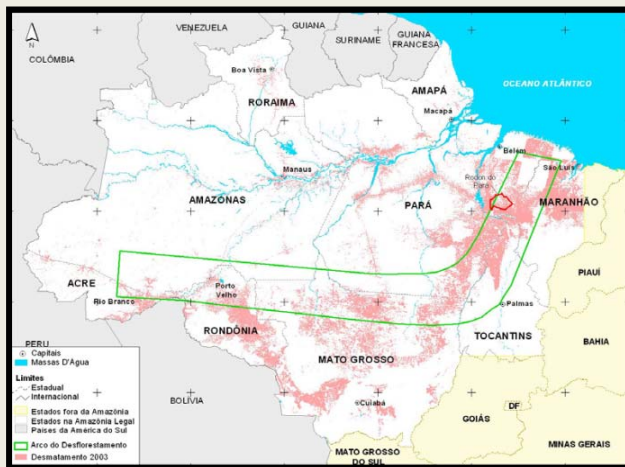 VENEZUELA
GUIANA
SURINAME
GUIANA
FRANCESA
COLÔMBIA
N
OCEANO ATLÂNTICO
Boa Vista
RORAIMA
AMAPÁ
Macapá
Belem
São Luis
Manaus
Rodon do
Pará
AMAZÔNAS
PARÁ
MARANHÃO
PIAUÍ
ACRE
Rio Branco
Porto
Velho
Palmas
RONDÔNIA
TOCANTINS
BAHIA
MATO GROSSO
PERU
BOLÍVIA
Cuiabá
GOIÁS
DF
MATO GROSSO
DO SUL
MINAS GERAIS
Capitais
Massas D'Água
Limites
Estadual
Internacional
Estados fora da Amazônia
Estados na Amazônia Legal
Países da América do Sul
Arco do Desflorestamento
Desmatamento 2003